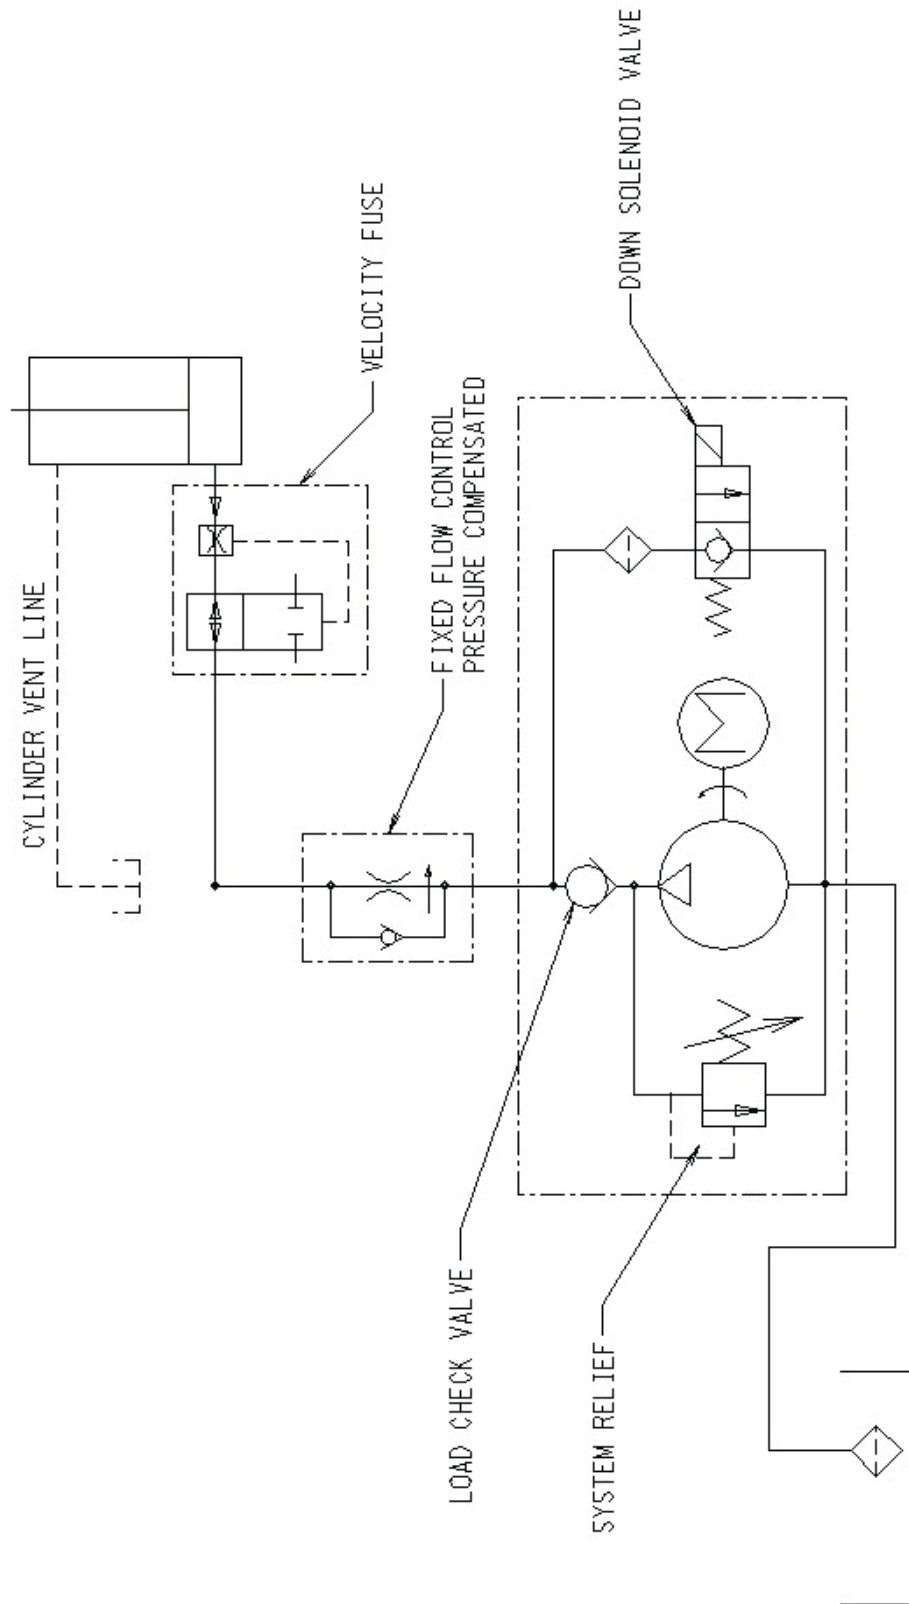 CYLINDER VENT LINE
VELOCITY FUSE
FIXED FLOW CONTROL
PRESSURE COMPENSATED
DOWN SOLENOID VALVE
LOAD CHECK VALVE
SYSTEM RELIEF
M